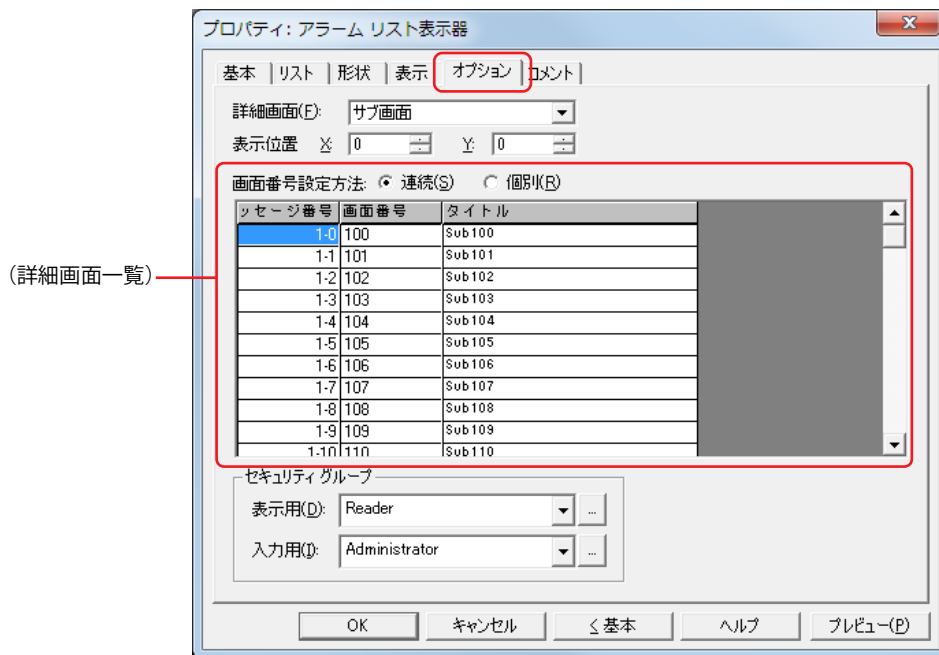 プロパティ: アラーム リスト表示器
基本 リスト 形状 表示 オプション コメント
詳細画面(F): サブ画面
表示位置 X: 0 Y: 0
画面番号設定方法: 連続(S) 個別(R)
ッセージ番号 画面番号 タイトル
1-0 100 Sub100
1-1 101 Sub101
1-2 102 Sub102
1-3 103 Sub103
1-4 104 Sub104
1-5 105 Sub105
1-6 106 Sub106
1-7 107 Sub107
1-8 108 Sub108
1-9 109 Sub109
1-10 110 Sub110
(詳細画面一覧)
セキュリティ グループ
表示用(D): Reader ...
入力用(I): Administrator ...
OK キャンセル < 基本 ヘルプ プレビュー(P)